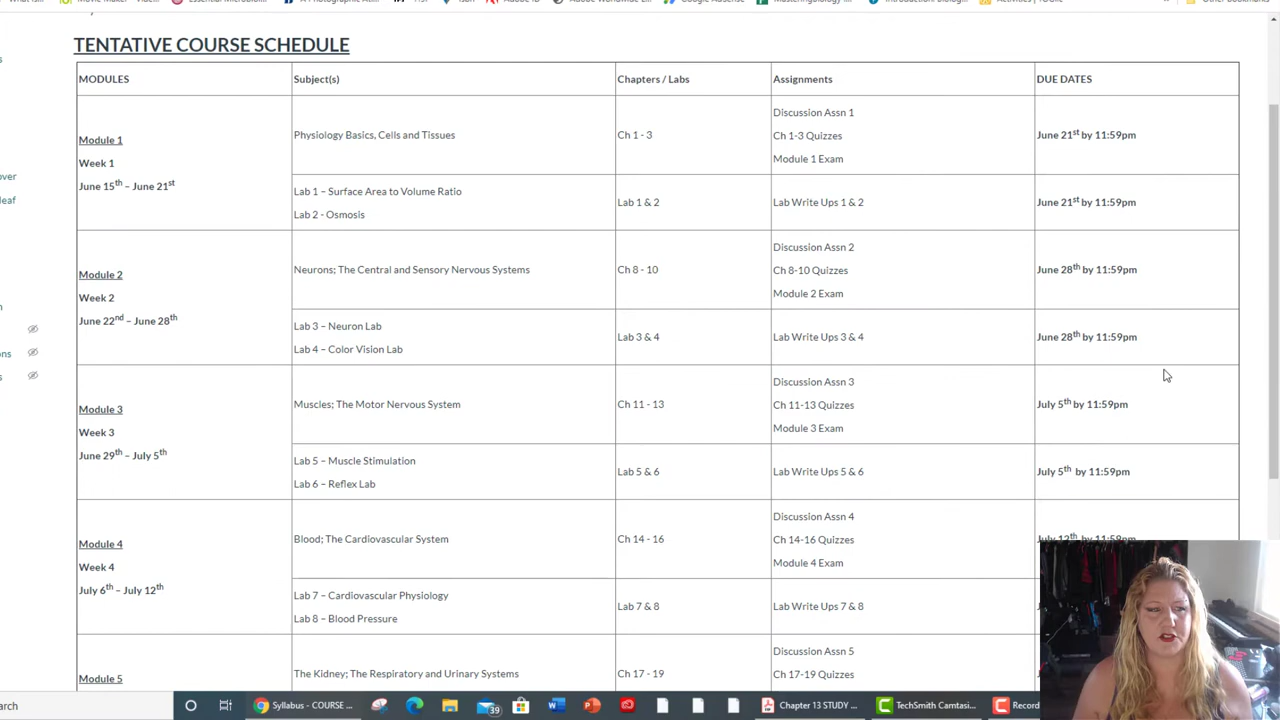 TENTATIVE COURSE SCHEDULE
MODULES Subject(s) Chapters / Labs Assignments DUE DATES
Module 1
Week 1
June 15th – June 21st
Physiology Basics, Cells and Tissues
Ch 1 - 3
Discussion Assn 1
Ch 1-3 Quizzes
Module 1 Exam
June 21st by 11:59pm
Lab 1 – Surface Area to Volume Ratio
Lab 2 - Osmosis
Lab 1 & 2
Lab Write Ups 1 & 2
June 21st by 11:59pm
Module 2
Week 2
June 22nd – June 28th
Neurons; The Central and Sensory Nervous Systems
Ch 8 - 10
Discussion Assn 2
Ch 8-10 Quizzes
Module 2 Exam
June 28th by 11:59pm
Lab 3 – Neuron Lab
Lab 4 – Color Vision Lab
Lab 3 & 4
Lab Write Ups 3 & 4
June 28th by 11:59pm
Module 3
Week 3
June 29th – July 5th
Muscles; The Motor Nervous System
Ch 11 - 13
Discussion Assn 3
Ch 11-13 Quizzes
Module 3 Exam
July 5th by 11:59pm
Lab 5 – Muscle Stimulation
Lab 6 – Reflex Lab
Lab 5 & 6
Lab Write Ups 5 & 6
July 5th by 11:59pm
Module 4
Week 4
July 6th – July 12th
Blood; The Cardiovascular System
Ch 14 - 16
Discussion Assn 4
Ch 14-16 Quizzes
Module 4 Exam
July 12th by 11:59pm
Lab 7 – Cardiovascular Physiology
Lab 8 – Blood Pressure
Lab 7 & 8
Lab Write Ups 7 & 8
Module 5
The Kidney; The Respiratory and Urinary Systems
Ch 17 - 19
Discussion Assn 5
Ch 17-19 Quizzes
Syllabus - COURSE ...
39
Chapter 13 STUDY ...
TechSmith Camtasi...